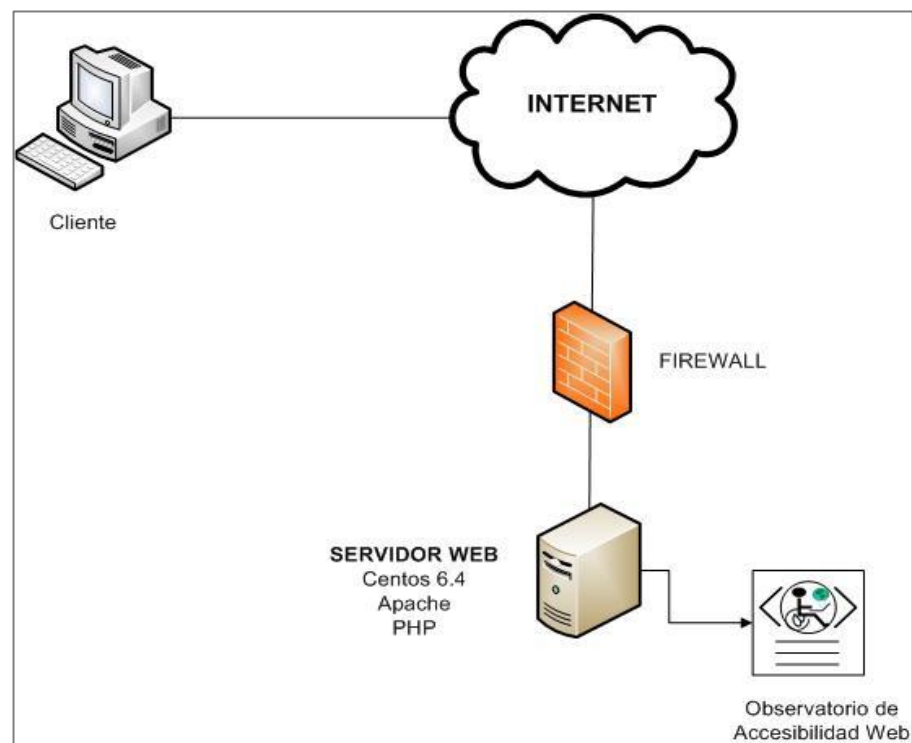 INTERNET
Cliente
FIREWALL
SERVIDOR WEB
Centos 6.4
Apache
PHP
Observatorio de
Accesibilidad Web